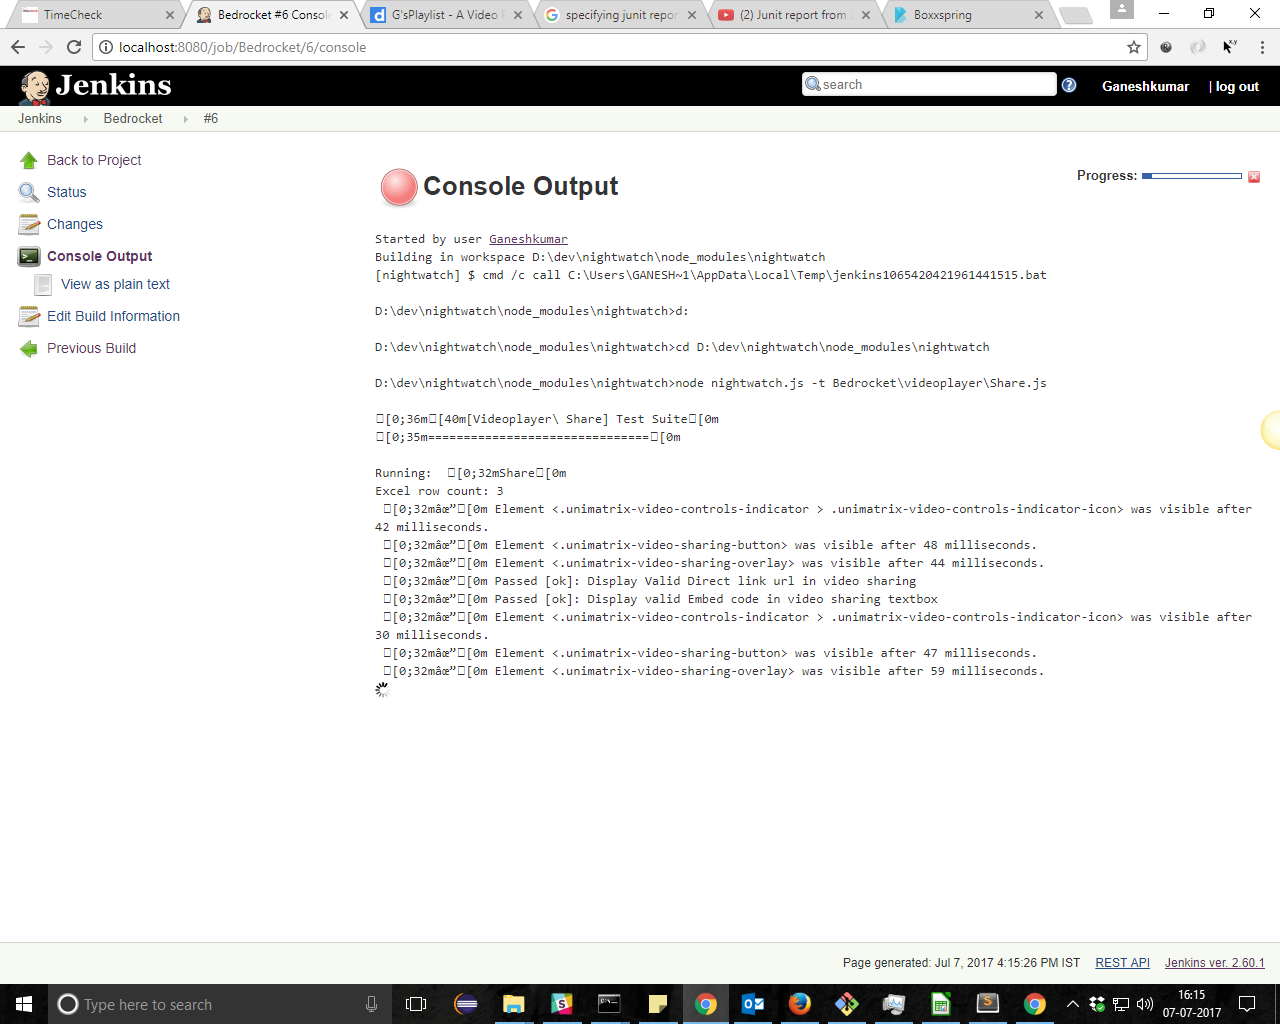 TimeCheck
Bedrocket #6 Consol
G'sPlaylist - A Video P
specifying junit repor
(2) Junit report from J
Boxxspring
localhost:8080/job/Bedrocket/6/console
Jenkins
search
Ganeshkumar
| log out
Jenkins
Bedrocket
#6
Back to Project
Status
Changes
Console Output
View as plain text
Edit Build Information
Previous Build
Console Output
Progress:
Started by user Ganeshkumar
Building in workspace D:\dev\nightwatch\node_modules\nightwatch
[nightwatch] $ cmd /c call C:\Users\GANESH~1\AppData\Local\Temp\jenkins1065420421961441515.bat
D:\dev\nightwatch\node_modules\nightwatch>d:
D:\dev\nightwatch\node_modules\nightwatch>cd D:\dev\nightwatch\node_modules\nightwatch
D:\dev\nightwatch\node_modules\nightwatch>node nightwatch.js -t Bedrocket\videoplayer\Share.js
□[0;36m□[40m[Videoplayer\ Share] Test Suite□[0m
□[0;35m===============================□[0m
Running:  □[0;32mShare□[0m
Excel row count: 3
□[0;32mâœ”□[0m Element <.unimatrix-video-controls-indicator > .unimatrix-video-controls-indicator-icon> was visible after
42 milliseconds.
□[0;32mâœ”□[0m Element <.unimatrix-video-sharing-button> was visible after 48 milliseconds.
□[0;32mâœ”□[0m Element <.unimatrix-video-sharing-overlay> was visible after 44 milliseconds.
□[0;32mâœ”□[0m Passed [ok]: Display Valid Direct link url in video sharing
□[0;32mâœ”□[0m Passed [ok]: Display valid Embed code in video sharing textbox
□[0;32mâœ”□[0m Element <.unimatrix-video-controls-indicator > .unimatrix-video-controls-indicator-icon> was visible after
30 milliseconds.
□[0;32mâœ”□[0m Element <.unimatrix-video-sharing-button> was visible after 47 milliseconds.
□[0;32mâœ”□[0m Element <.unimatrix-video-sharing-overlay> was visible after 59 milliseconds.
Page generated: Jul 7, 2017 4:15:26 PM IST
REST API
Jenkins ver. 2.60.1
Type here to search
16:15
07-07-2017